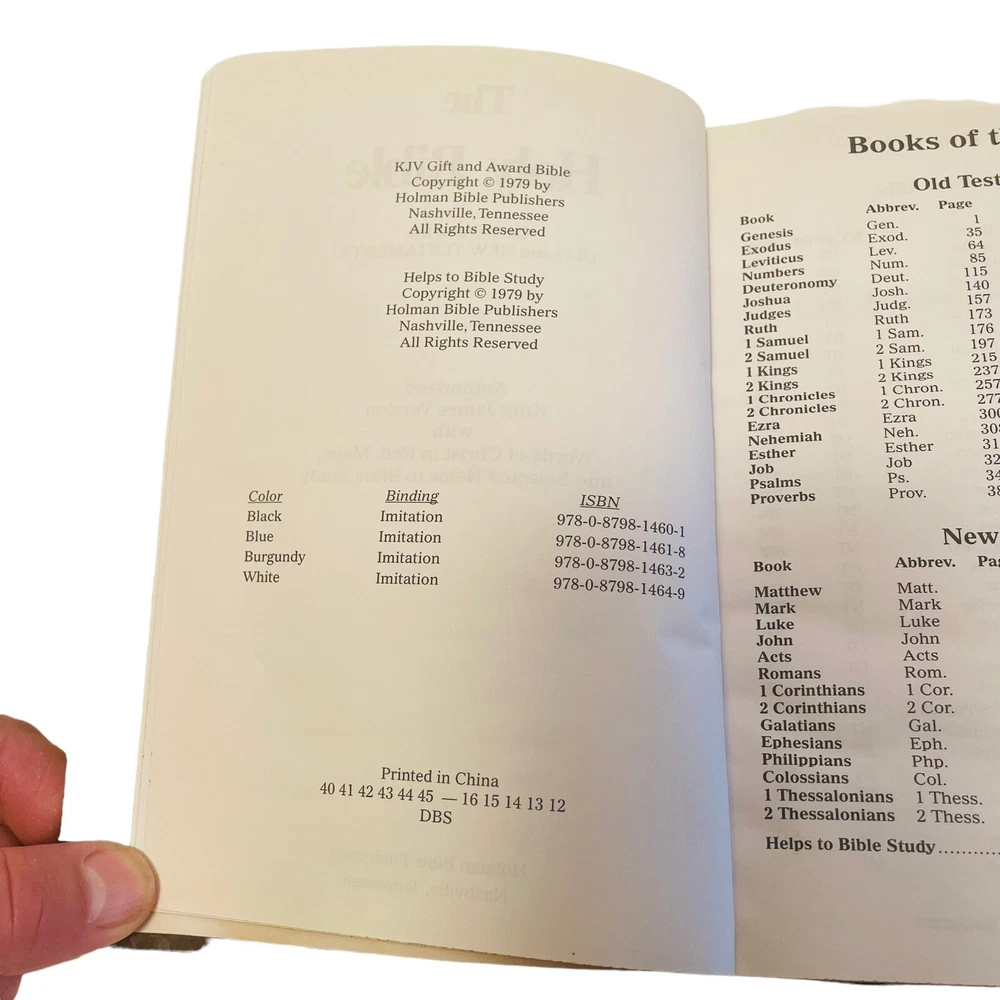 KJV Gift and Award Bible
Copyright © 1979 by
Holman Bible Publishers
Nashville, Tennessee
All Rights Reserved
Helps to Bible Study
Copyright © 1979 by
Holman Bible Publishers
Nashville, Tennessee
All Rights Reserved
Color Binding ISBN
Black Imitation 978-0-8798-1460-1
Blue Imitation 978-0-8798-1461-8
Burgundy Imitation 978-0-8798-1463-2
White Imitation 978-0-8798-1464-9
Printed in China
40 41 42 43 44 45 — 16 15 14 13 12
DBS
Books of
Old Test
Book Abbrev. Page
Genesis Gen. 1
Exodus Exod. 35
Leviticus Lev. 64
Numbers Num. 85
Deuteronomy Deut. 115
Joshua Josh. 140
Judges Judg. 157
Ruth Ruth 173
1 Samuel 1 Sam. 176
2 Samuel 2 Sam. 197
1 Kings 1 Kings 215
2 Kings 2 Kings 237
1 Chronicles 1 Chron. 257
2 Chronicles 2 Chron. 277
Ezra Ezra 300
Nehemiah Neh. 308
Esther Esther 31
Job Job 32
Psalms Ps. 34
Proverbs Prov. 38
New
Book Abbrev. Pa
Matthew Matt.
Mark Mark
Luke Luke
John John
Acts Acts
Romans Rom.
1 Corinthians 1 Cor.
2 Corinthians 2 Cor.
Galatians Gal.
Ephesians Eph.
Philippians Php.
Colossians Col.
1 Thessalonians 1 Thess.
2 Thessalonians 2 Thess.
Helps to Bible Study..........